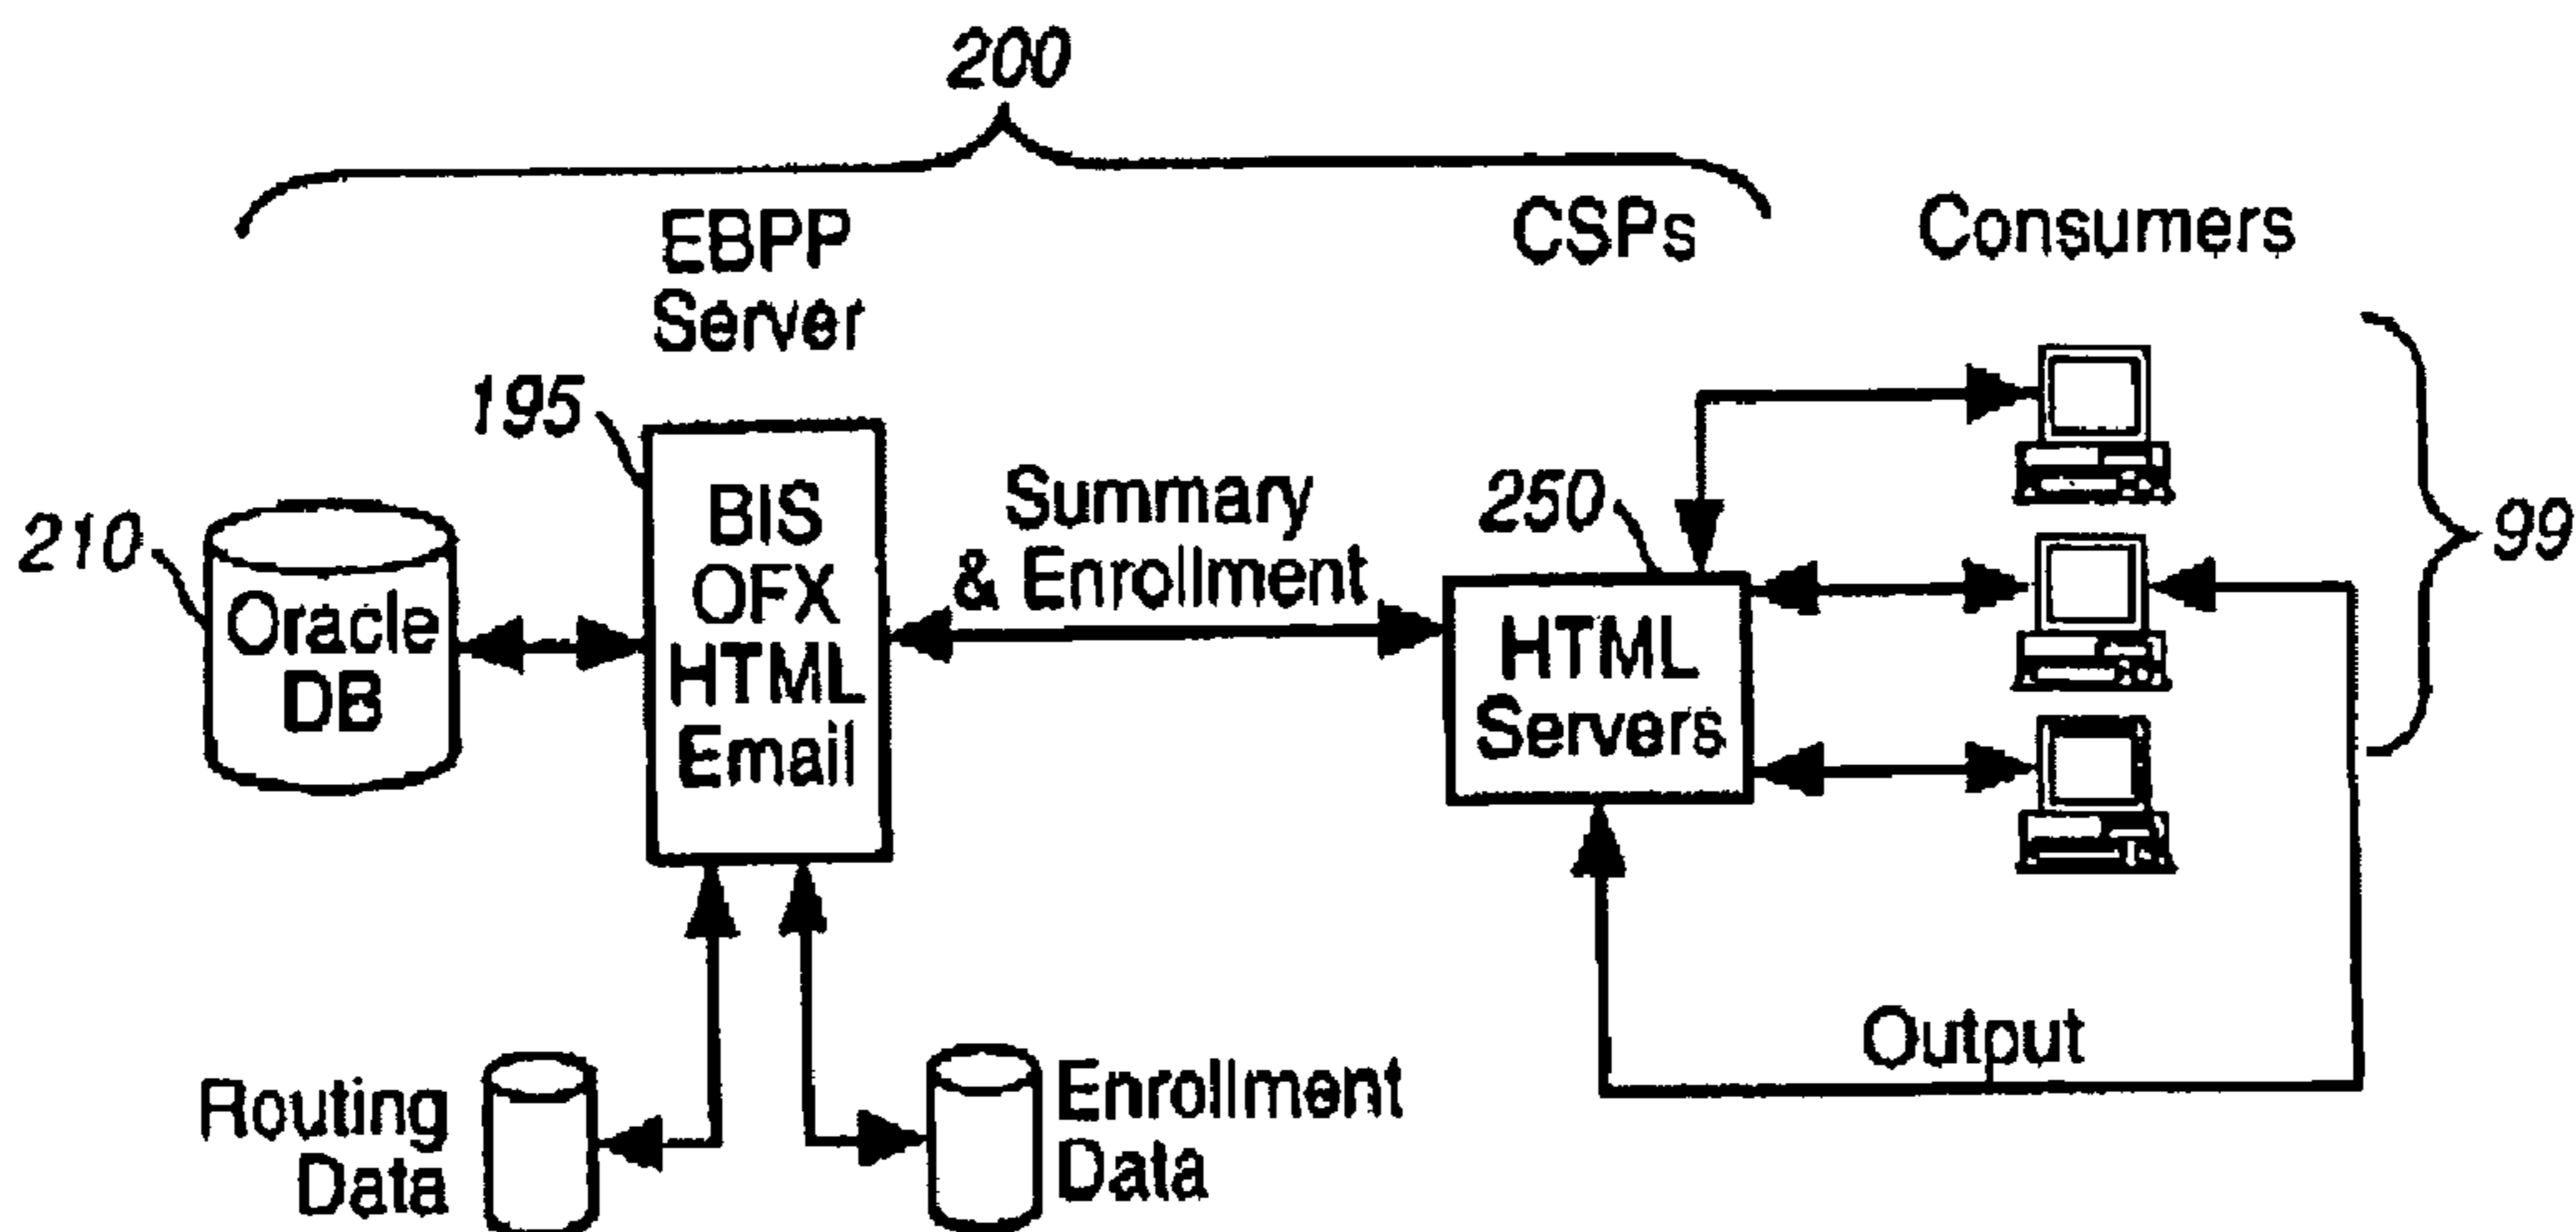 200
EBPP
Server
CSPs
Consumers
195
210
Oracle
DB
BIS
OFX
HTML
Email
Summary
& Enrollment
250
HTML
Servers
99
Output
Routing
Data
Enrollment
Data